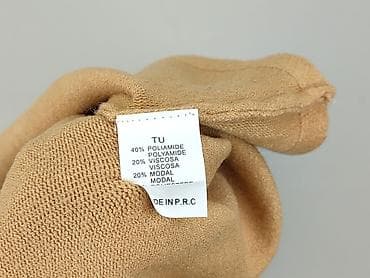 TU
40% POLIAMIDE
POLYAMIDE
20% VISCOSA
VISCOSA
20% MODAL
MODAL
DE IN P.R.C